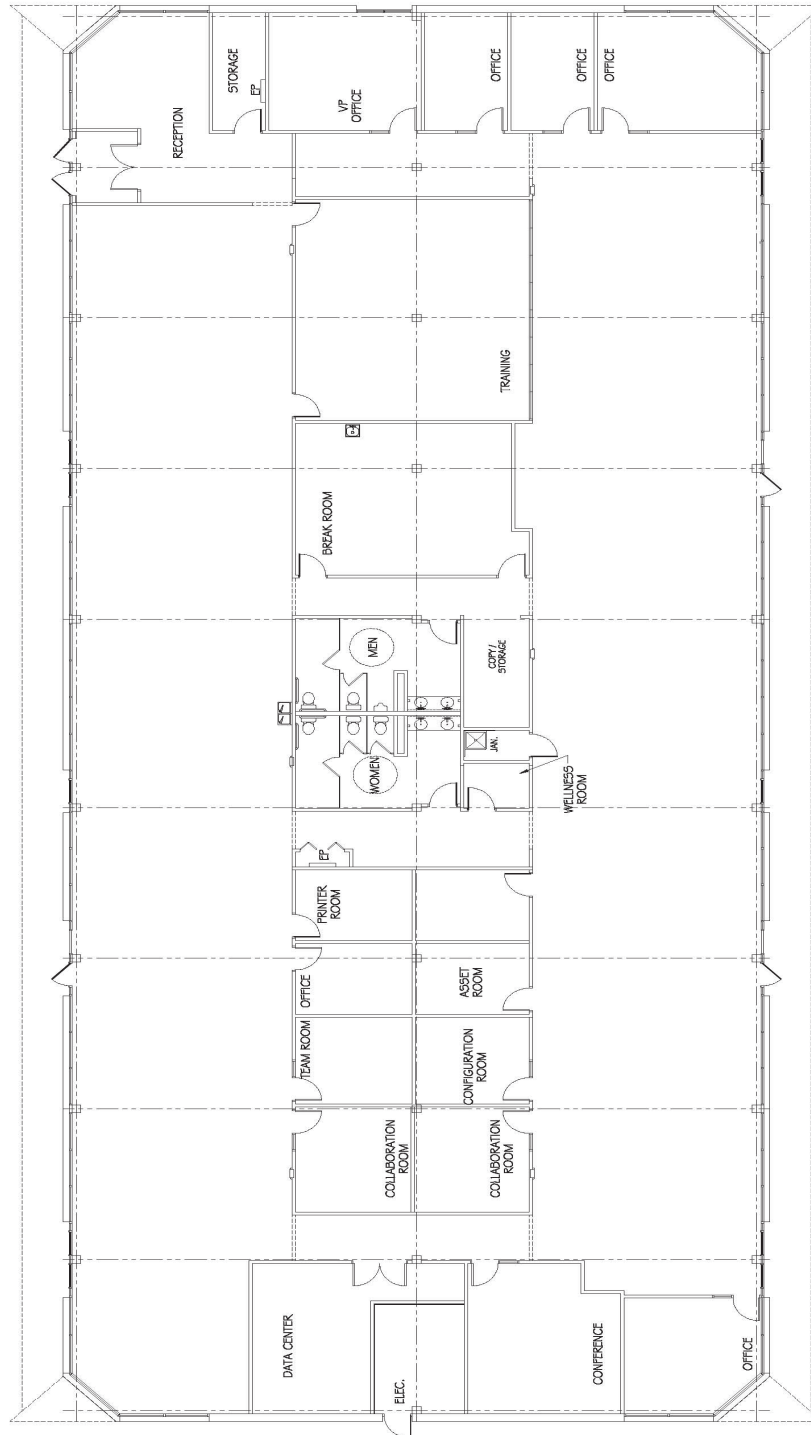 STORAGE
EP
RECEPTION
VP
OFFICE
OFFICE
OFFICE
OFFICE
TRAINING
BREAK ROOM
MEN
COPY/
STORAGE
JAN.
WOMEN
WELLNESS
ROOM
EP
PRINTER
ROOM
OFFICE
ASSET
ROOM
TEAM ROOM
CONFIGURATION
ROOM
COLLABORATION
ROOM
COLLABORATION
ROOM
DATA CENTER
ELEC.
CONFERENCE
OFFICE